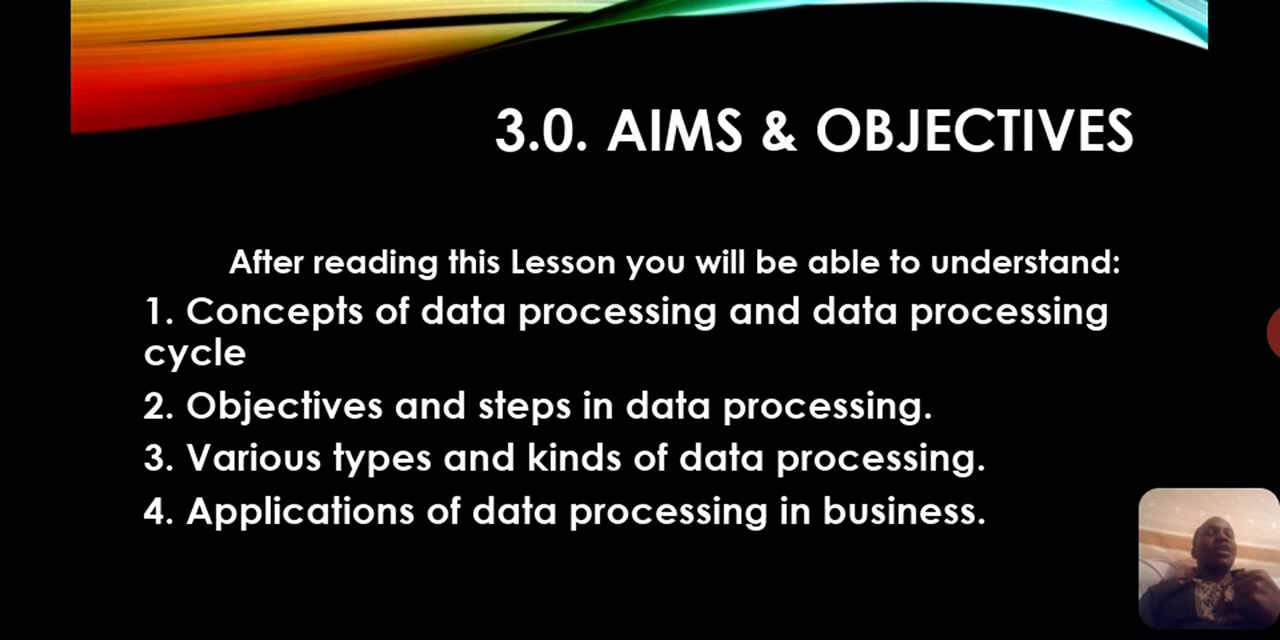 3.0. AIMS & OBJECTIVES
After reading this Lesson you will be able to understand:
1. Concepts of data processing and data processing
cycle
2. Objectives and steps in data processing.
3. Various types and kinds of data processing.
4. Applications of data processing in business.